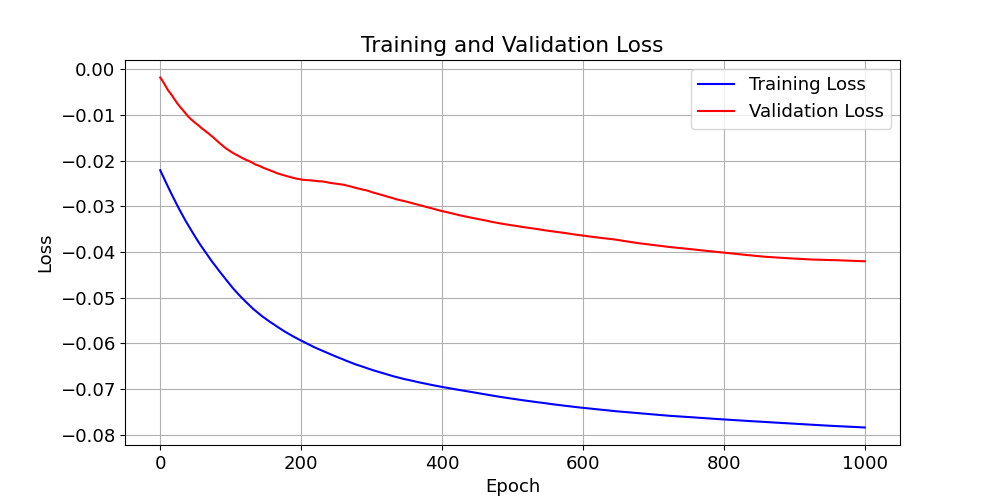 Training and Validation Loss
0.00
−0.01
−0.02
−0.03
−0.04
−0.05
−0.06
−0.07
−0.08
Loss
Training Loss
Validation Loss
0 200 400 600 800 1000
Epoch